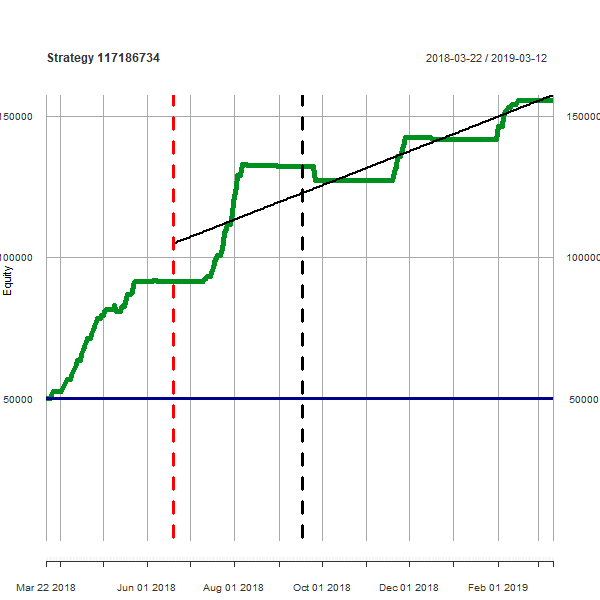 Strategy 117186734 2018-03-22 / 2019-03-12
150000 150000
100000 100000
Equity
50000 50000
Mar 22 2018 Jun 01 2018 Aug 01 2018 Oct 01 2018 Dec 01 2018 Feb 01 2019